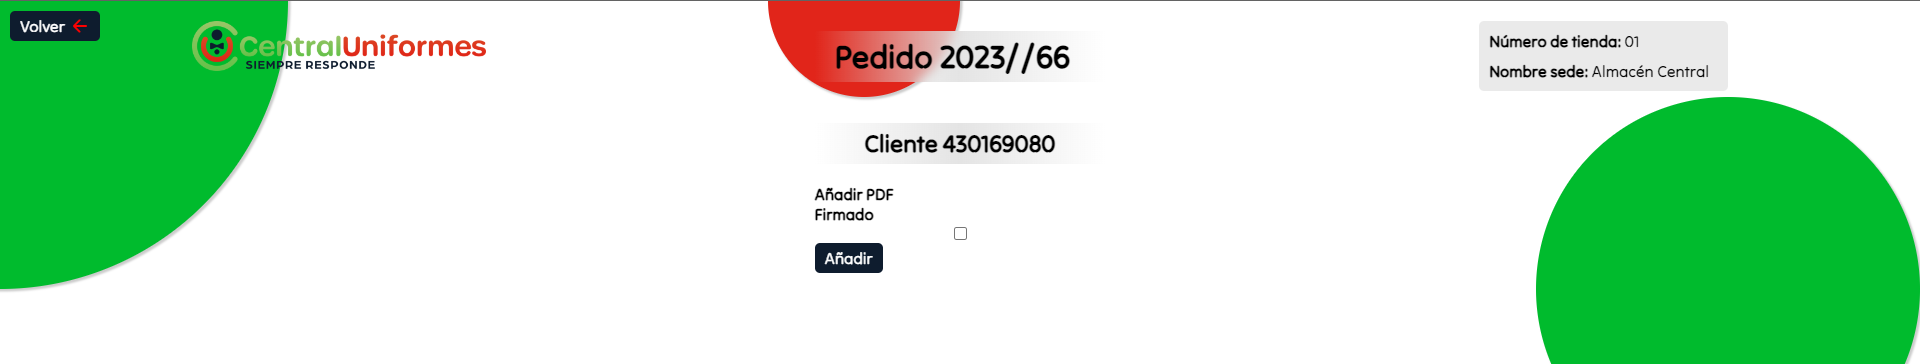 Volver
CentralUniformes
SIEMPRE RESPONDE
Pedido 2023//66
Número de tienda: 01
Nombre sede: Almacén Central
Cliente 430169080
Añadir PDF
Firmado
Añadir